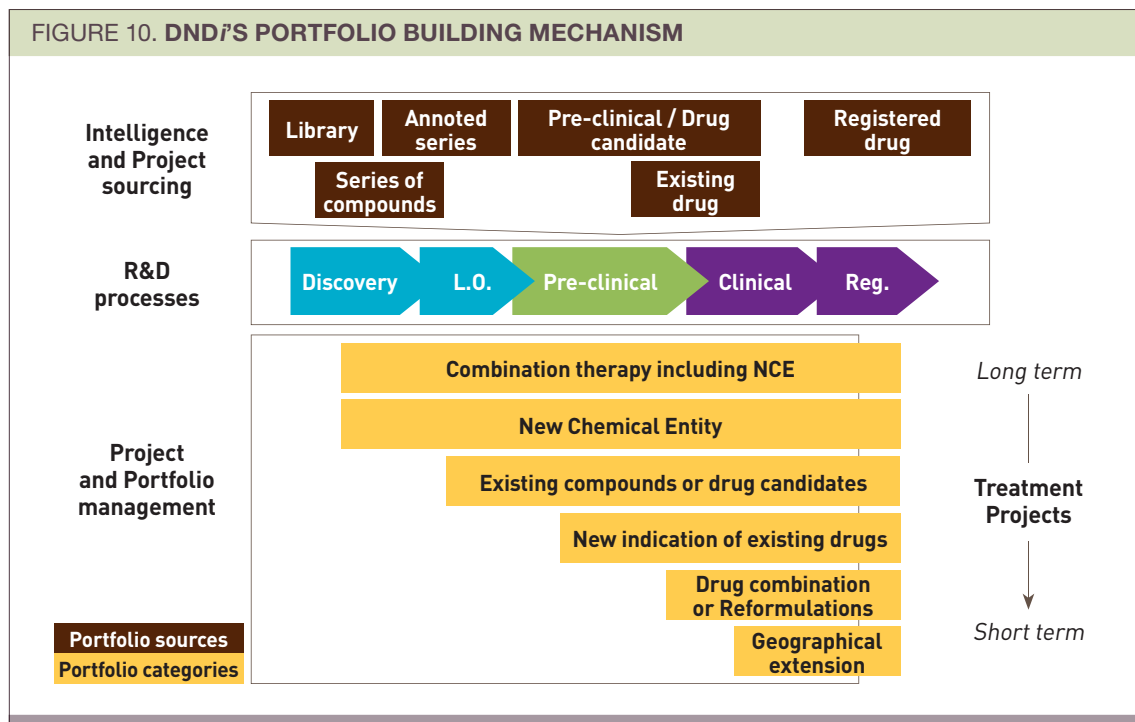 FIGURE 10. DNDi'S PORTFOLIO BUILDING MECHANISM
Intelligence
and Project
sourcing
Library
Annoted
series
Pre-clinical / Drug
candidate
Registered
drug
Series of
compounds
Existing
drug
R&D
processes
Discovery
L.O.
Pre-clinical
Clinical
Reg.
Project
and Portfolio
management
Combination therapy including NCE
New Chemical Entity
Existing compounds or drug candidates
New indication of existing drugs
Drug combination
or Reformulations
Geographical
extension
Long term
Treatment
Projects
Short term
Portfolio sources
Portfolio categories